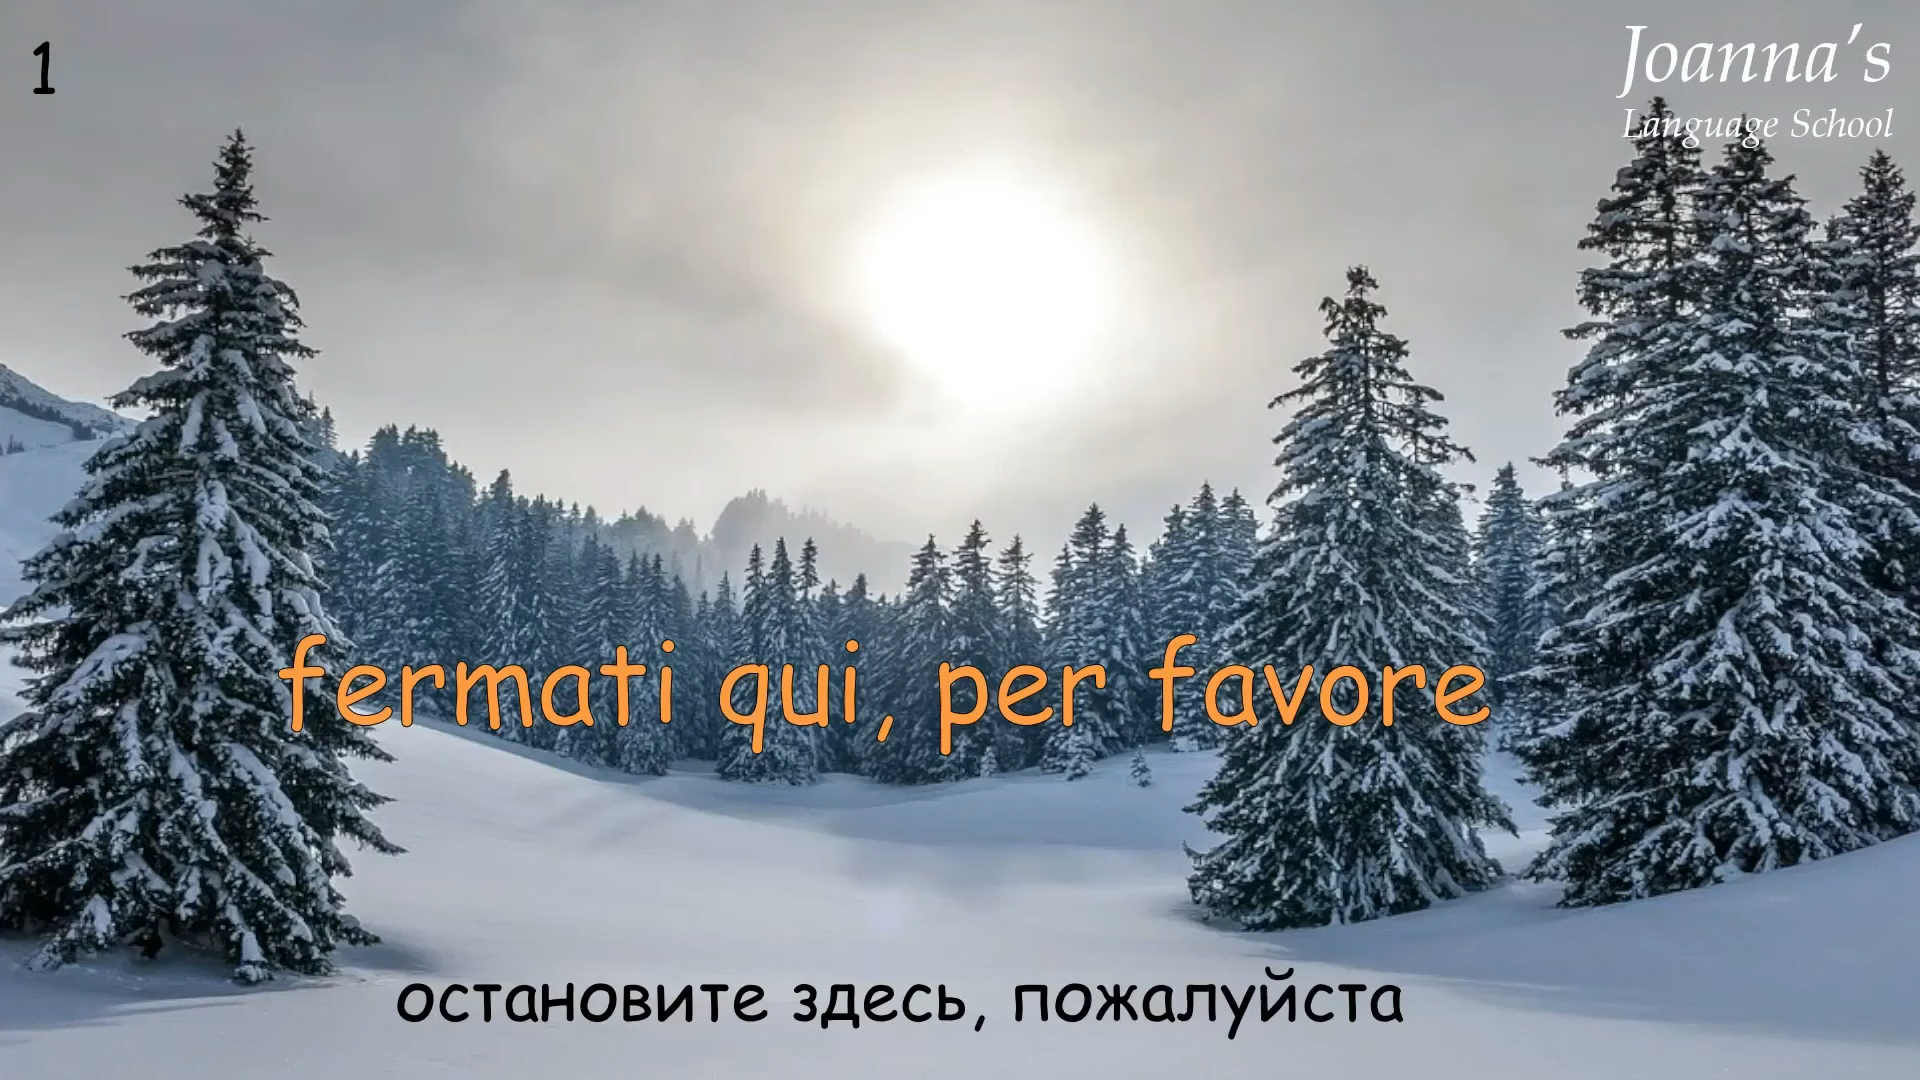 1
Joanna's
Language School
fermati qui, per favore
остановите здесь, пожалуйста